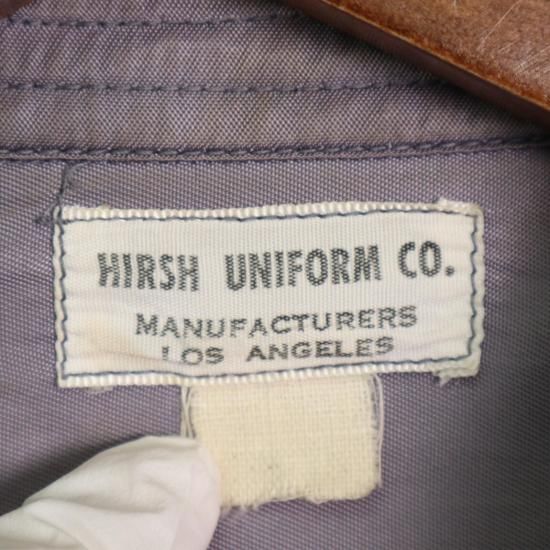 HIRSH UNIFORM CO.
MANUFACTURERS
LOS ANGELES